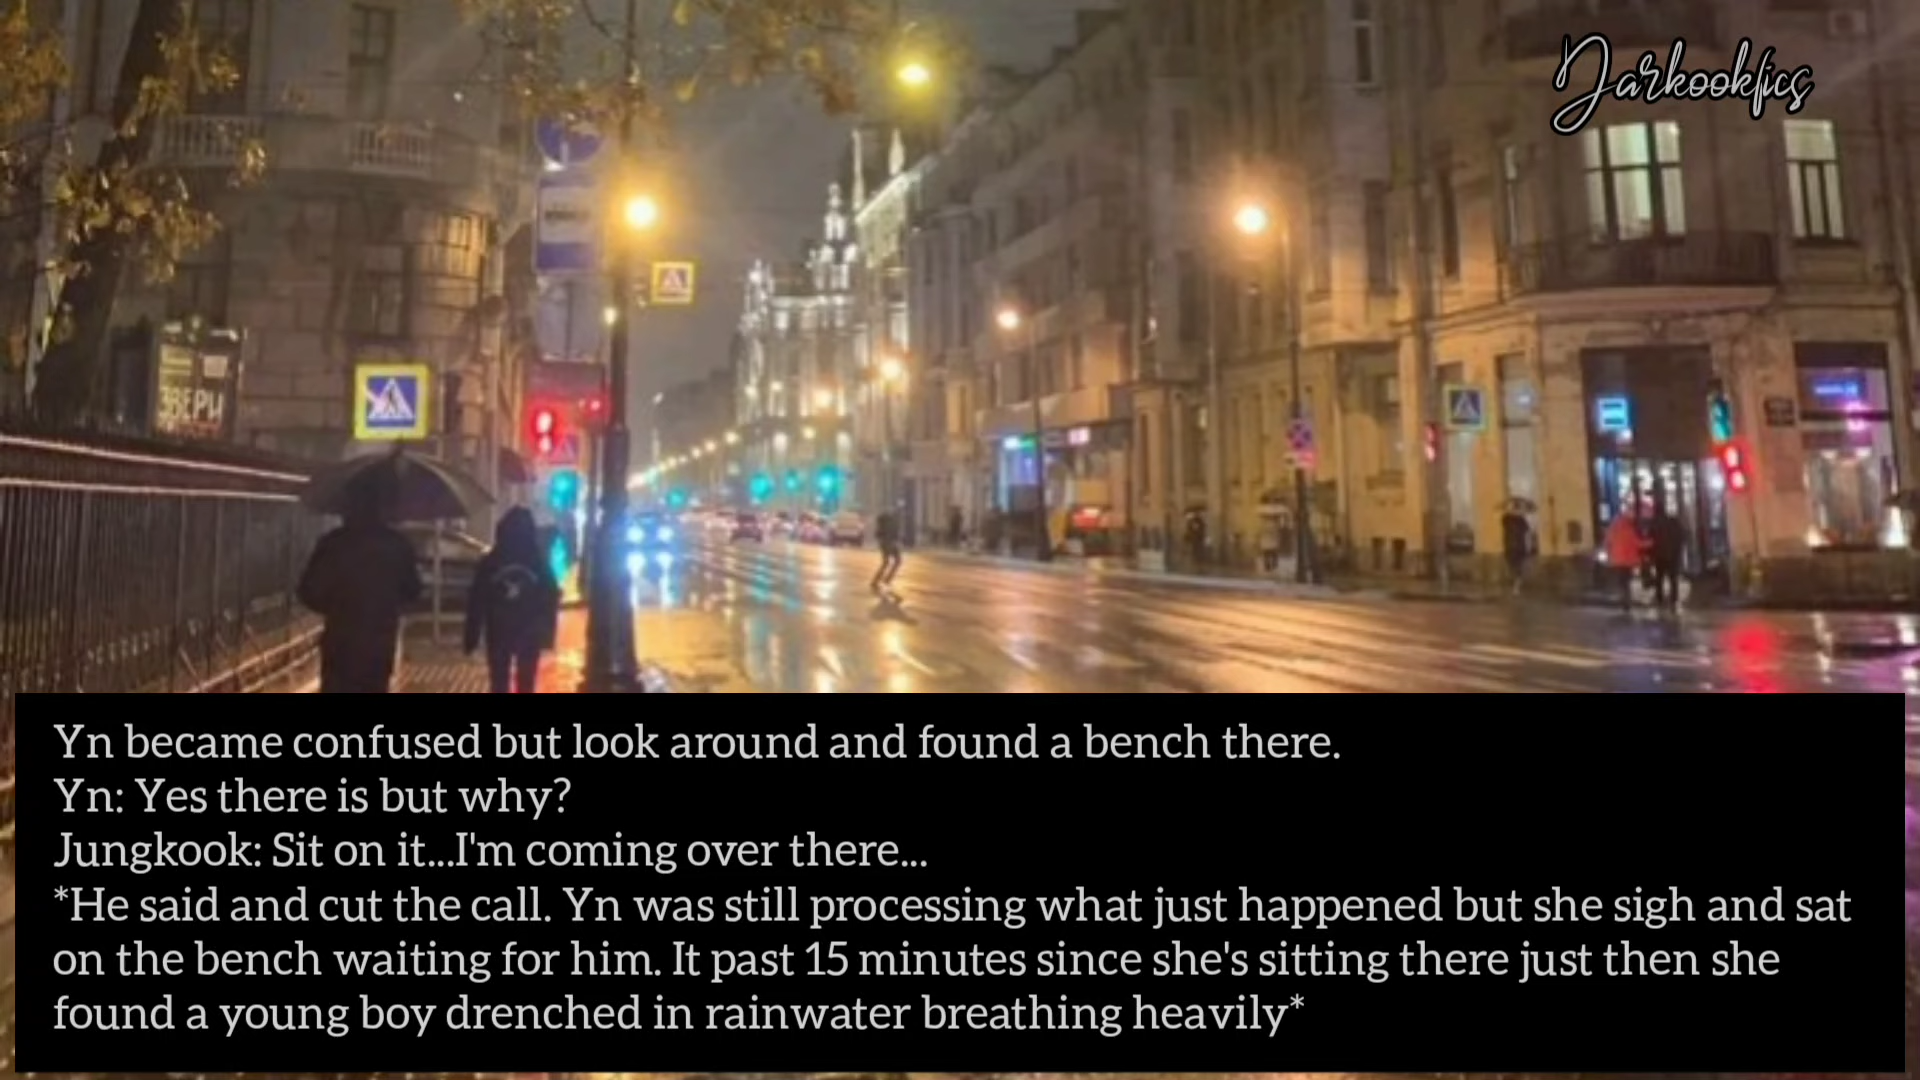 Darkookfics
ЗВЕРИ
Yn became confused but look around and found a bench there.
Yn: Yes there is but why?
Jungkook: Sit on it...I'm coming over there...
*He said and cut the call. Yn was still processing what just happened but she sigh and sat
on the bench waiting for him. It past 15 minutes since she's sitting there just then she
found a young boy drenched in rainwater breathing heavily*